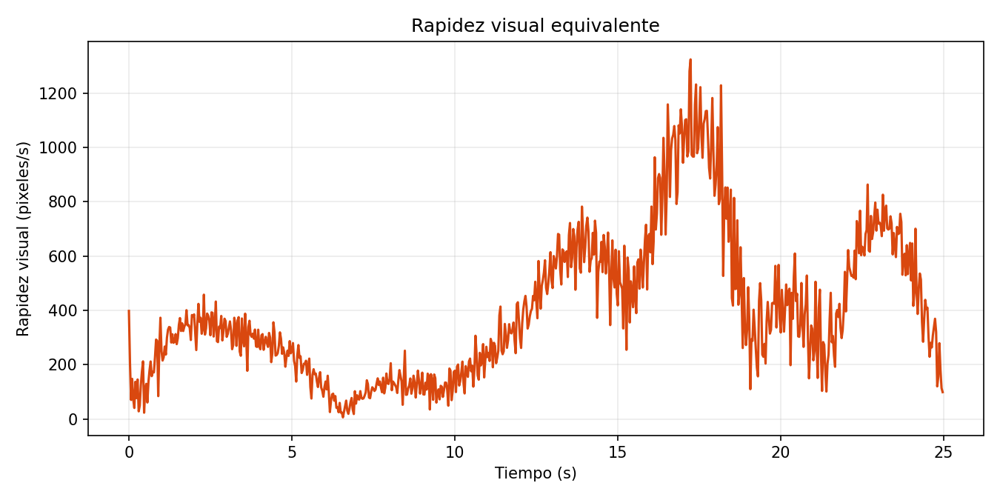 Rapidez visual equivalente
Rapidez visual (pixeles/s)
1200
1000
800
600
400
200
0
0 5 10 15 20 25
Tiempo (s)